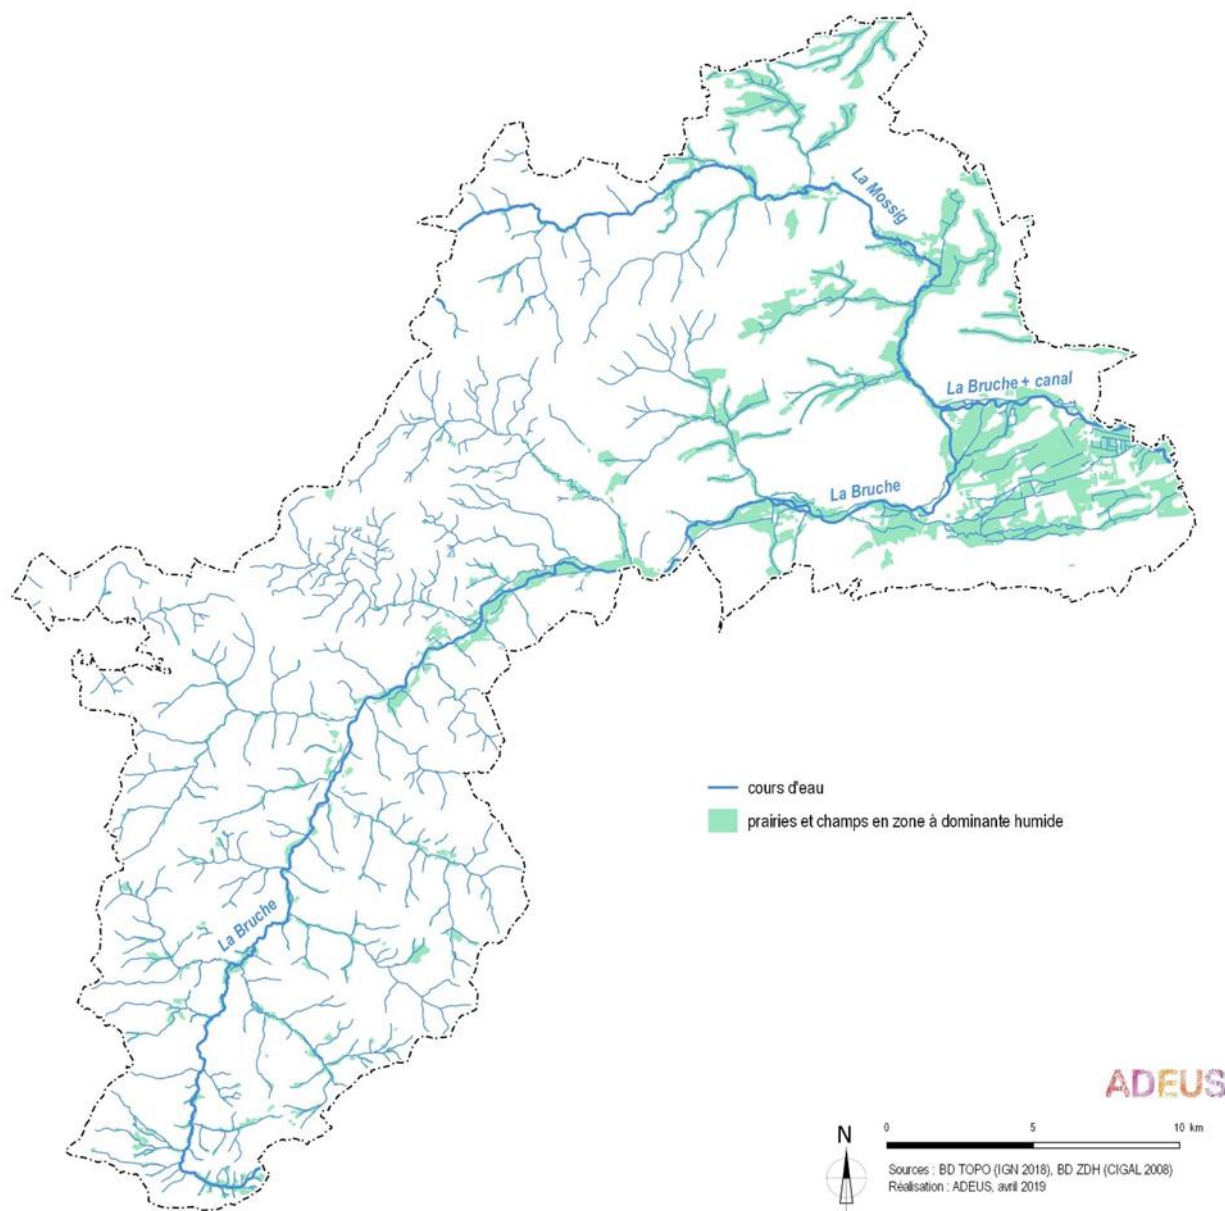 La Mossig
La Bruche + canal
La Bruche
cours d'eau
prairies et champs en zone à dominante humide
La Bruche
ADEUS
N
0 5 10 km
Sources : BD TOPO (IGN 2018), BD ZDH (CIGAL 2008)
Réalisation : ADEUS, avril 2019